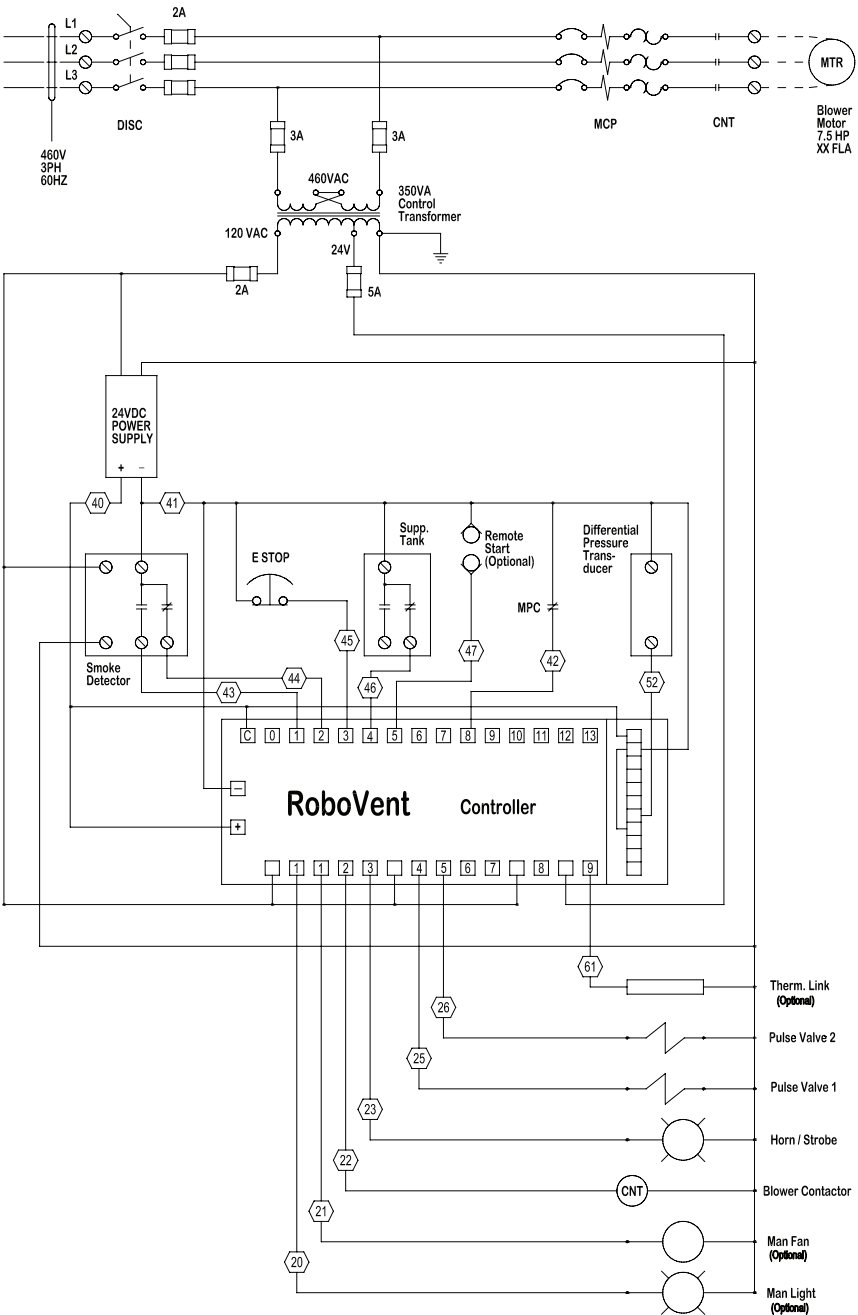 2A
L1
L2
L3
DISC
MCP
CNT
MTR
Blower
Motor
7.5 HP
XX FLA
460V
3PH
60HZ
3A
3A
460VAC
350VA
Control
Transformer
120 VAC
24V
2A
5A
24VDC
POWER
SUPPLY
+ –
40
41
E STOP
Supp.
Tank
Remote
Start
(Optional)
Differential
Pressure
Trans-
ducer
MPC
45
47
42
46
52
44
43
Smoke
Detector
C 0 1 2 3 4 5 6 7 8 9 10 11 12 13
–
RoboVent Controller
+
1 1 2 3 4 5 6 7 8 9
61
Therm. Link
(Optional)
26
Pulse Valve 2
25
Pulse Valve 1
23
Horn / Strobe
22
CNT
Blower Contactor
21
Man Fan
(Optional)
20
Man Light
(Optional)